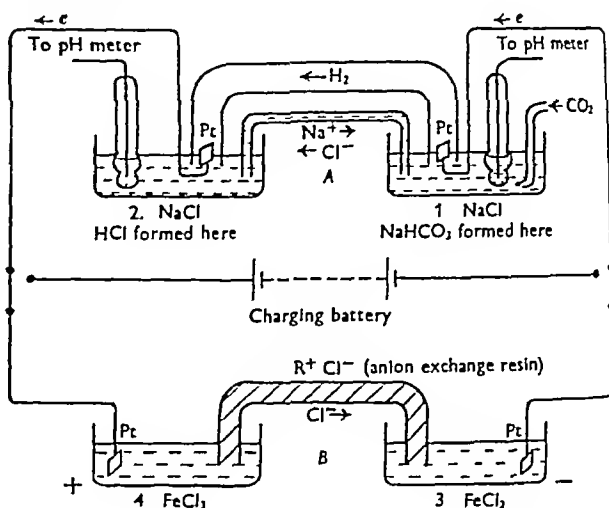 ← e
← e
To pH meter
To pH meter
← H₂
← CO₂
Pt
Pt
Na⁺ →
← Cl⁻
A
2. NaCl
HCl formed here
1 NaCl
NaHCO₃ formed here
Charging battery
R⁺ Cl⁻ (anion exchange resin)
Cl⁻ →
Pt
Pt
B
+
−
4 FeCl₃
3 FeCl₂